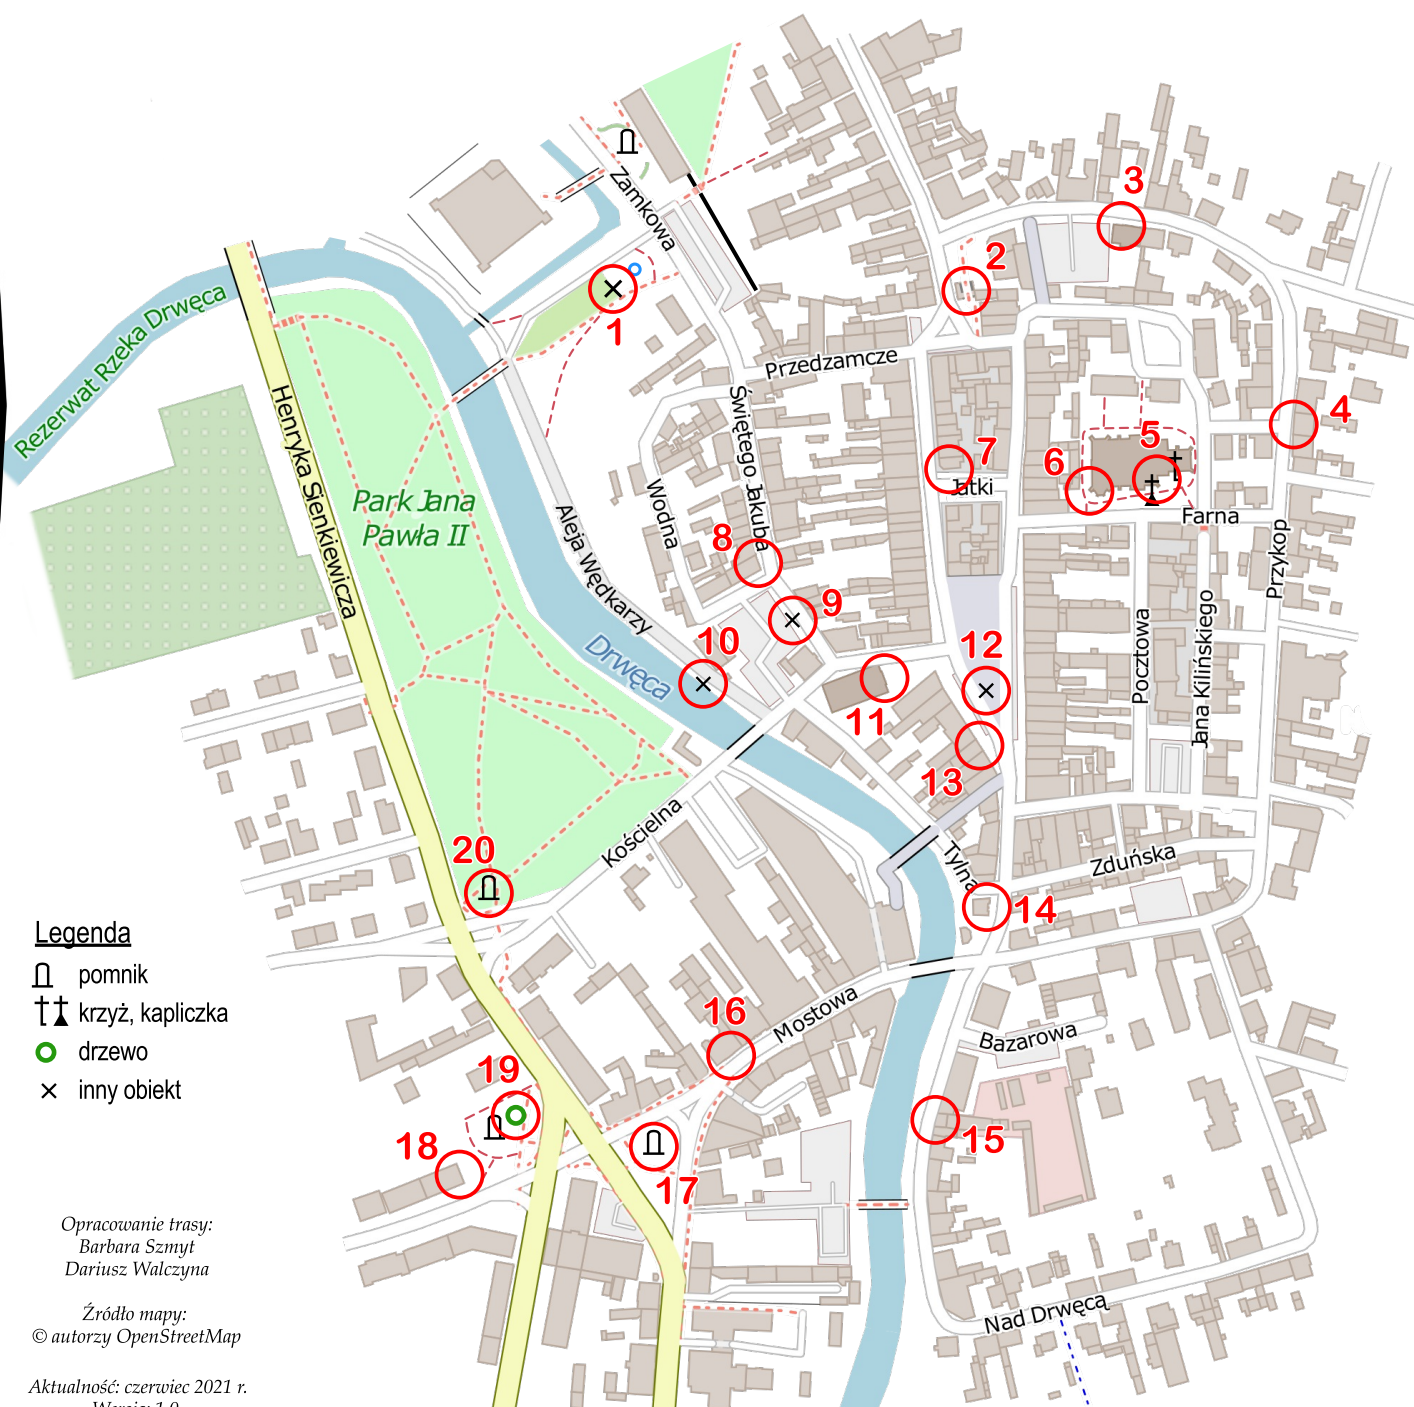 Zamkowa
3
2
1
Rezerwat Rzeka Drwęca
Przedzamcze
Henryka Sienkiewicza
Świętego Jakuba
4
5
6
7
Jatki
Park Jana
Pawła II
Wodna
Farna
Aleja Wędkarzy
Przykop
8
9
10
Drwęca
12
Pocztowa
Jana Kilińskiego
11
13
Kościelna
20
Tylna
Zduńska
14
Legenda
pomnik
krzyż, kapliczka
drzewo
inny obiekt
16
Mostowa
Bazarowa
19
18
17
15
Nad Drwęcą
Opracowanie trasy:
Barbara Szmyt
Dariusz Walczyna
Źródło mapy:
© autorzy OpenStreetMap
Aktualność: czerwiec 2021 r.
Wersja: 1.0